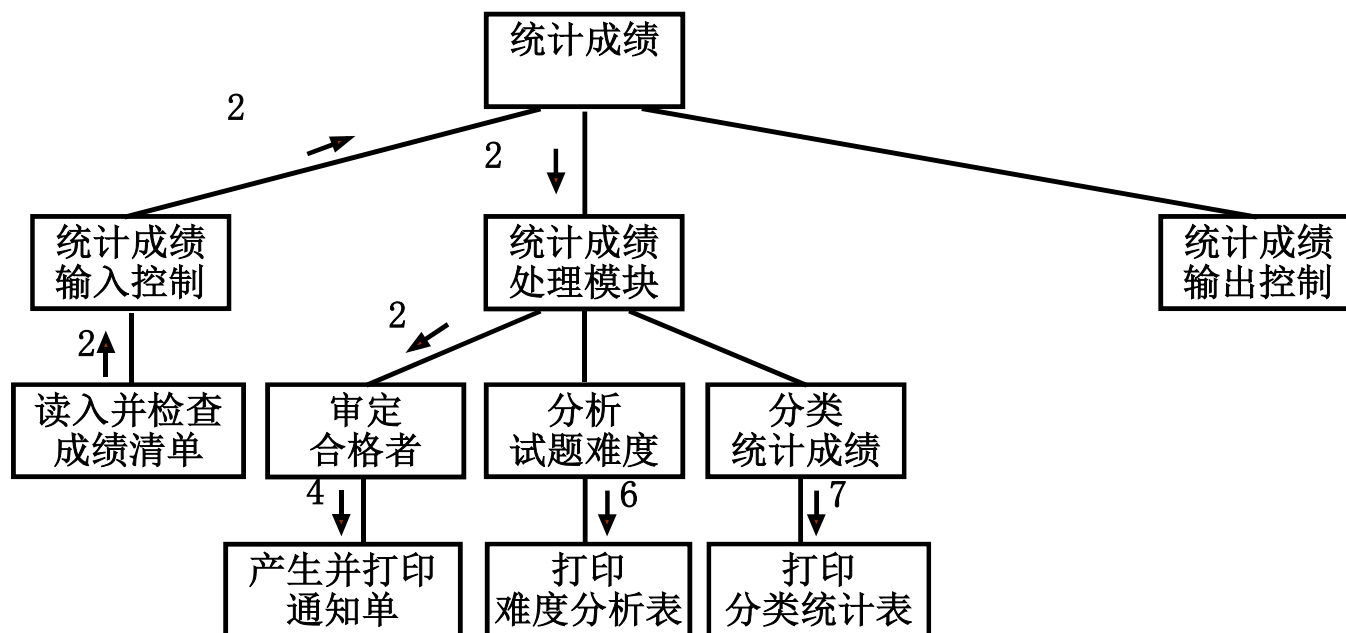 统计成绩
2
2
统计成绩
输入控制
统计成绩
处理模块
统计成绩
输出控制
2
2
读入并检查
成绩清单
审定
合格者
分析
试题难度
分类
统计成绩
4
6
7
产生并打印
通知单
打印
难度分析表
打印
分类统计表